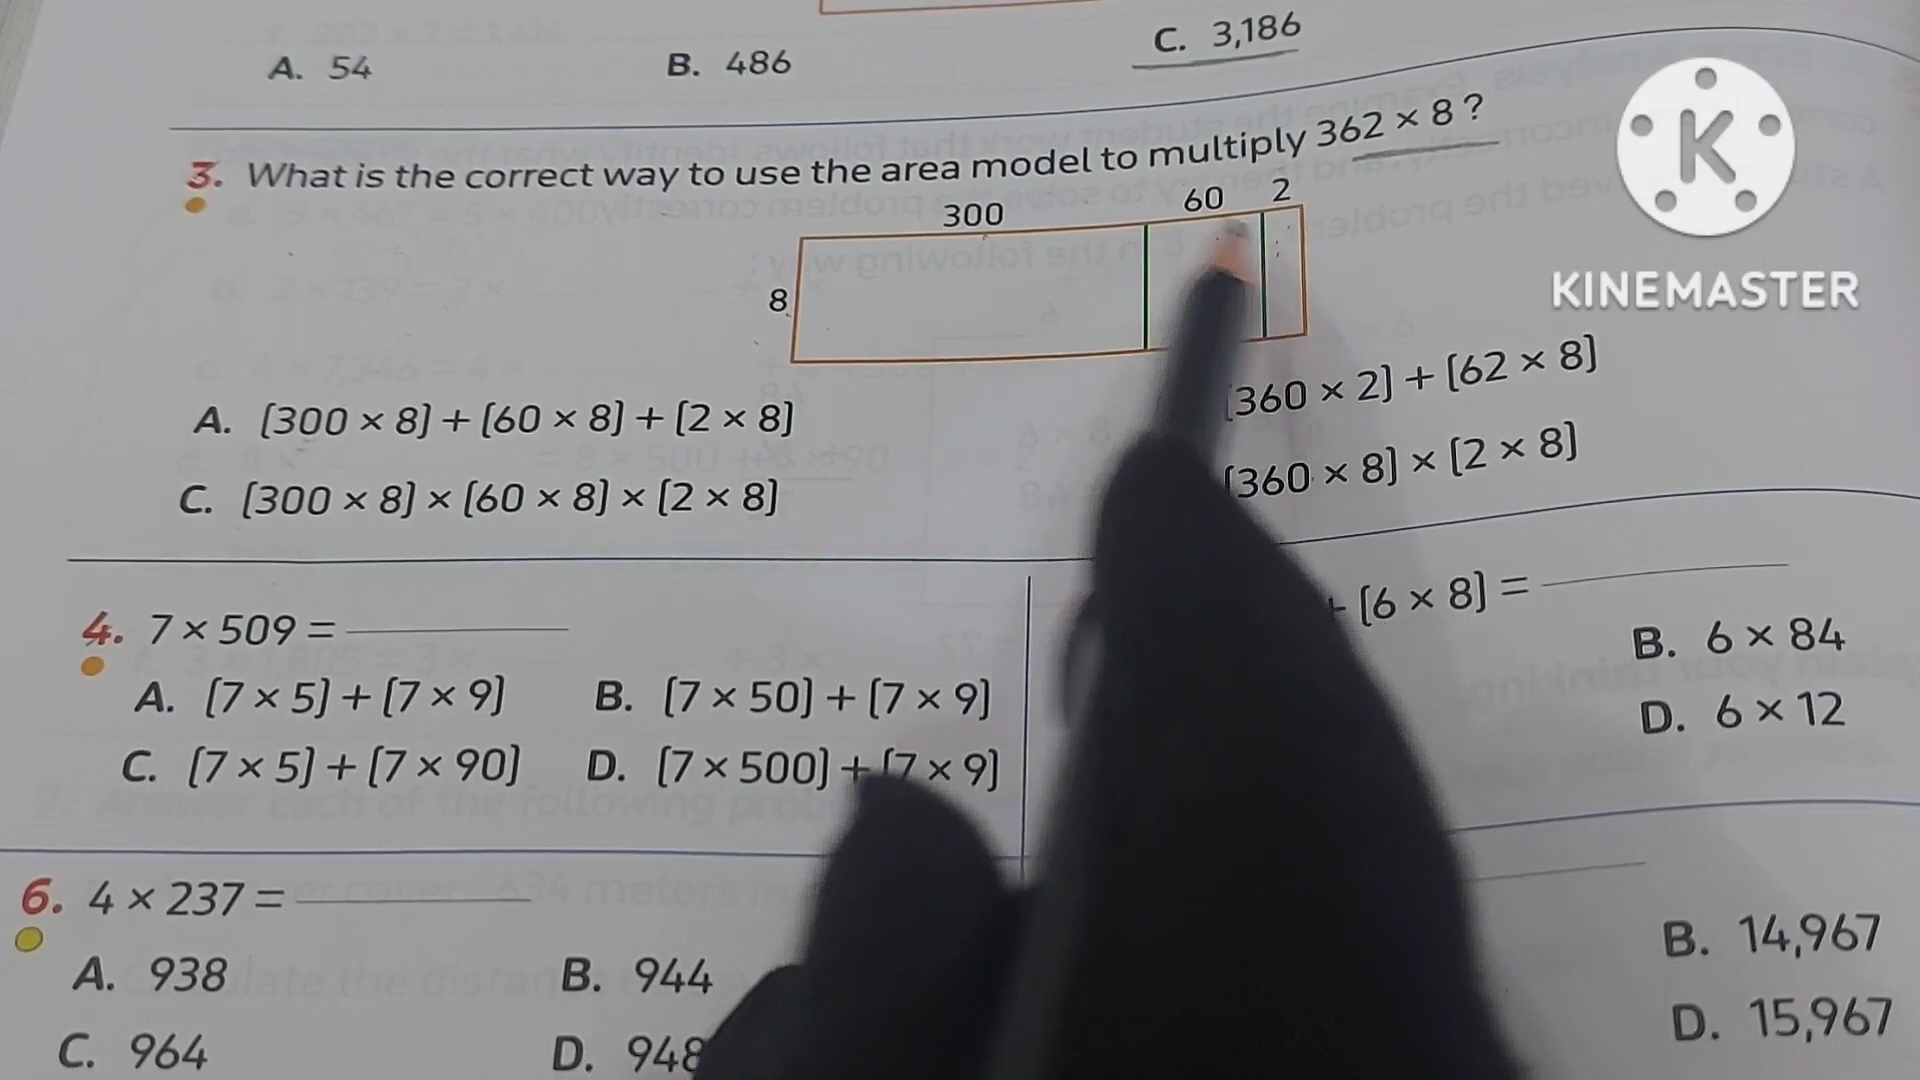 A. 54 B. 486 C. 3,186
3. What is the correct way to use the area model to multiply 362 × 8 ?
300 60 2
8
A. (300 × 8) + (60 × 8) + (2 × 8)
(360 × 2) + (62 × 8)
C. (300 × 8) × (60 × 8) × (2 × 8)
(360 × 8) × (2 × 8)
4. 7 × 509 =
A. (7 × 5) + (7 × 9) B. (7 × 50) + (7 × 9)
C. (7 × 5) + (7 × 90) D. (7 × 500) + (7 × 9)
+ (6 × 8) =
B. 6 × 84
D. 6 × 12
6. 4 × 237 =
A. 938 B. 944
C. 964 D. 948
B. 14,967
D. 15,967
K
KINEMASTER